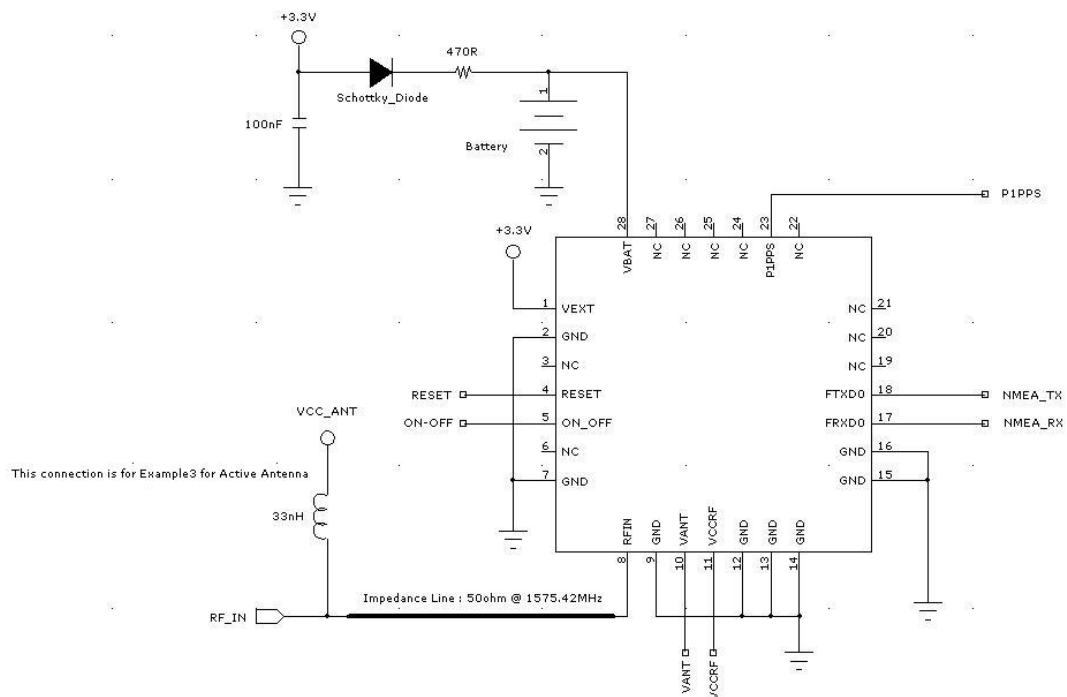 +3.3V
470R
Schottky_Diode
100nF
1
Battery
2
P1PPS
+3.3V
28
27
26
25
24
23
22
VBAT
NC
NC
NC
NC
P1PPS
NC
1
VEXT
2
GND
3
NC
RESET
4
RESET
ON-OFF
5
ON_OFF
6
NC
7
GND
NC
21
NC
20
NC
19
FTXD0
18
NMEA_TX
FRXD0
17
NMEA_RX
GND
16
GND
15
VCC_ANT
This connection is for Example3 for Active Antenna
33nH
RFIN
GND
VANT
VCCRF
GND
GND
GND
8
9
10
11
12
13
14
Impedance Line : 50ohm @ 1575.42MHz
RF_IN
VANT
VCCRF